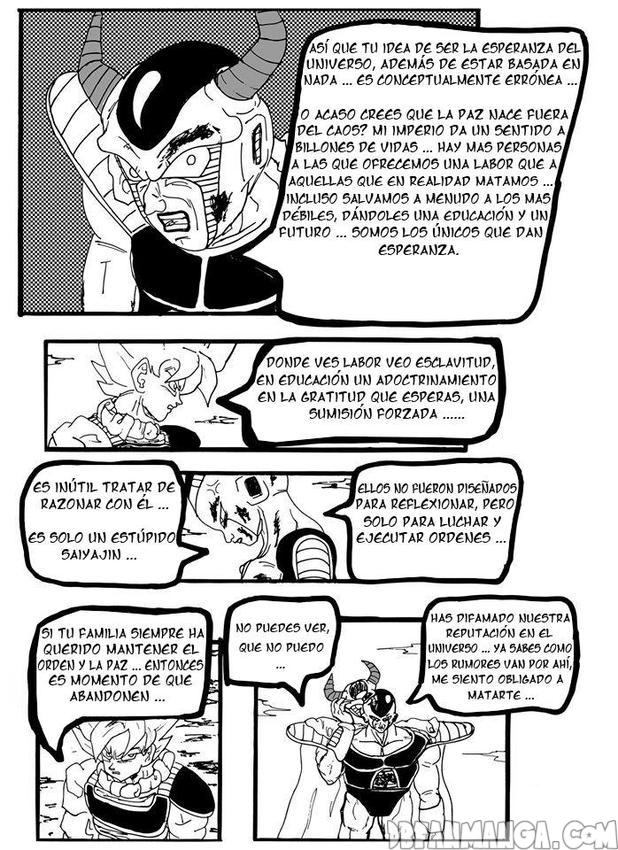 ASÍ QUE TU IDEA DE SER LA ESPERANZA DEL
UNIVERSO, ADEMÁS DE ESTAR BASADA EN
NADA ... ES CONCEPTUALMENTE ERRÓNEA ...
O ACASO CREES QUE LA PAZ NACE FUERA
DEL CAOS? MI IMPERIO DA UN SENTIDO A
BILLONES DE VIDAS ... HAY MAS PERSONAS
A LAS QUE OFRECEMOS UNA LABOR QUE A
AQUELLAS QUE EN REALIDAD MATAMOS ...
INCLUSO SALVAMOS A MENUDO A LOS MAS
DÉBILES, DÁNDOLES UNA EDUCACIÓN Y UN
FUTURO ... SOMOS LOS ÚNICOS QUE DAN
ESPERANZA.
DONDE VES LABOR VEO ESCLAVITUD,
EN EDUCACIÓN UN ADOCTRINAMIENTO
EN LA GRATITUD QUE ESPERAS, UNA
SUMISIÓN FORZADA ......
ES INÚTIL TRATAR DE
RAZONAR CON ÉL ...
ES SOLO UN ESTÚPIDO
SAIYAJIN ...
ELLOS NO FUERON DISEÑADOS
PARA REFLEXIONAR, PERO
SOLO PARA LUCHAR Y
EJECUTAR ORDENES ...
SI TU FAMILIA SIEMPRE HA
QUERIDO MANTENER EL
ORDEN Y LA PAZ ... ENTONCES
ES MOMENTO DE QUE
ABANDONEN ...
NO PUEDES VER,
QUE NO PUEDO
...
HAS DIFAMADO NUESTRA
REPUTACIÓN EN EL
UNIVERSO ... YA SABES COMO
LOS RUMORES VAN POR AHÍ,
ME SIENTO OBLIGADO A
MATARTE ...
DBFANMANGA.COM